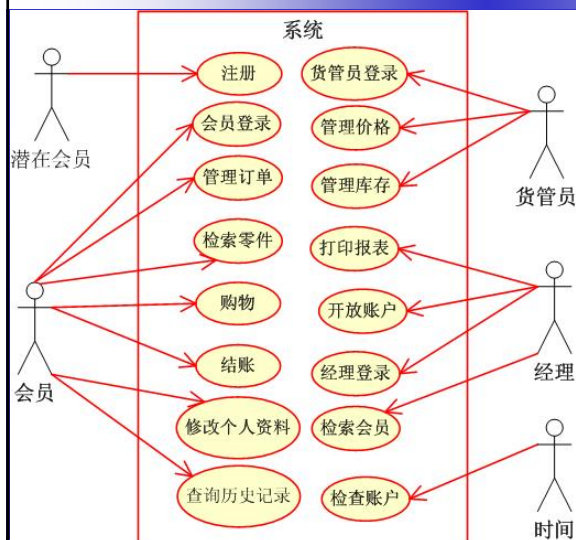 系统
注册
货管员登录
会员登录
管理价格
潜在会员
管理订单
管理库存
货管员
检索零件
打印报表
购物
开放账户
会员
结账
经理登录
经理
修改个人资料
检索会员
查询历史记录
检查账户
时间